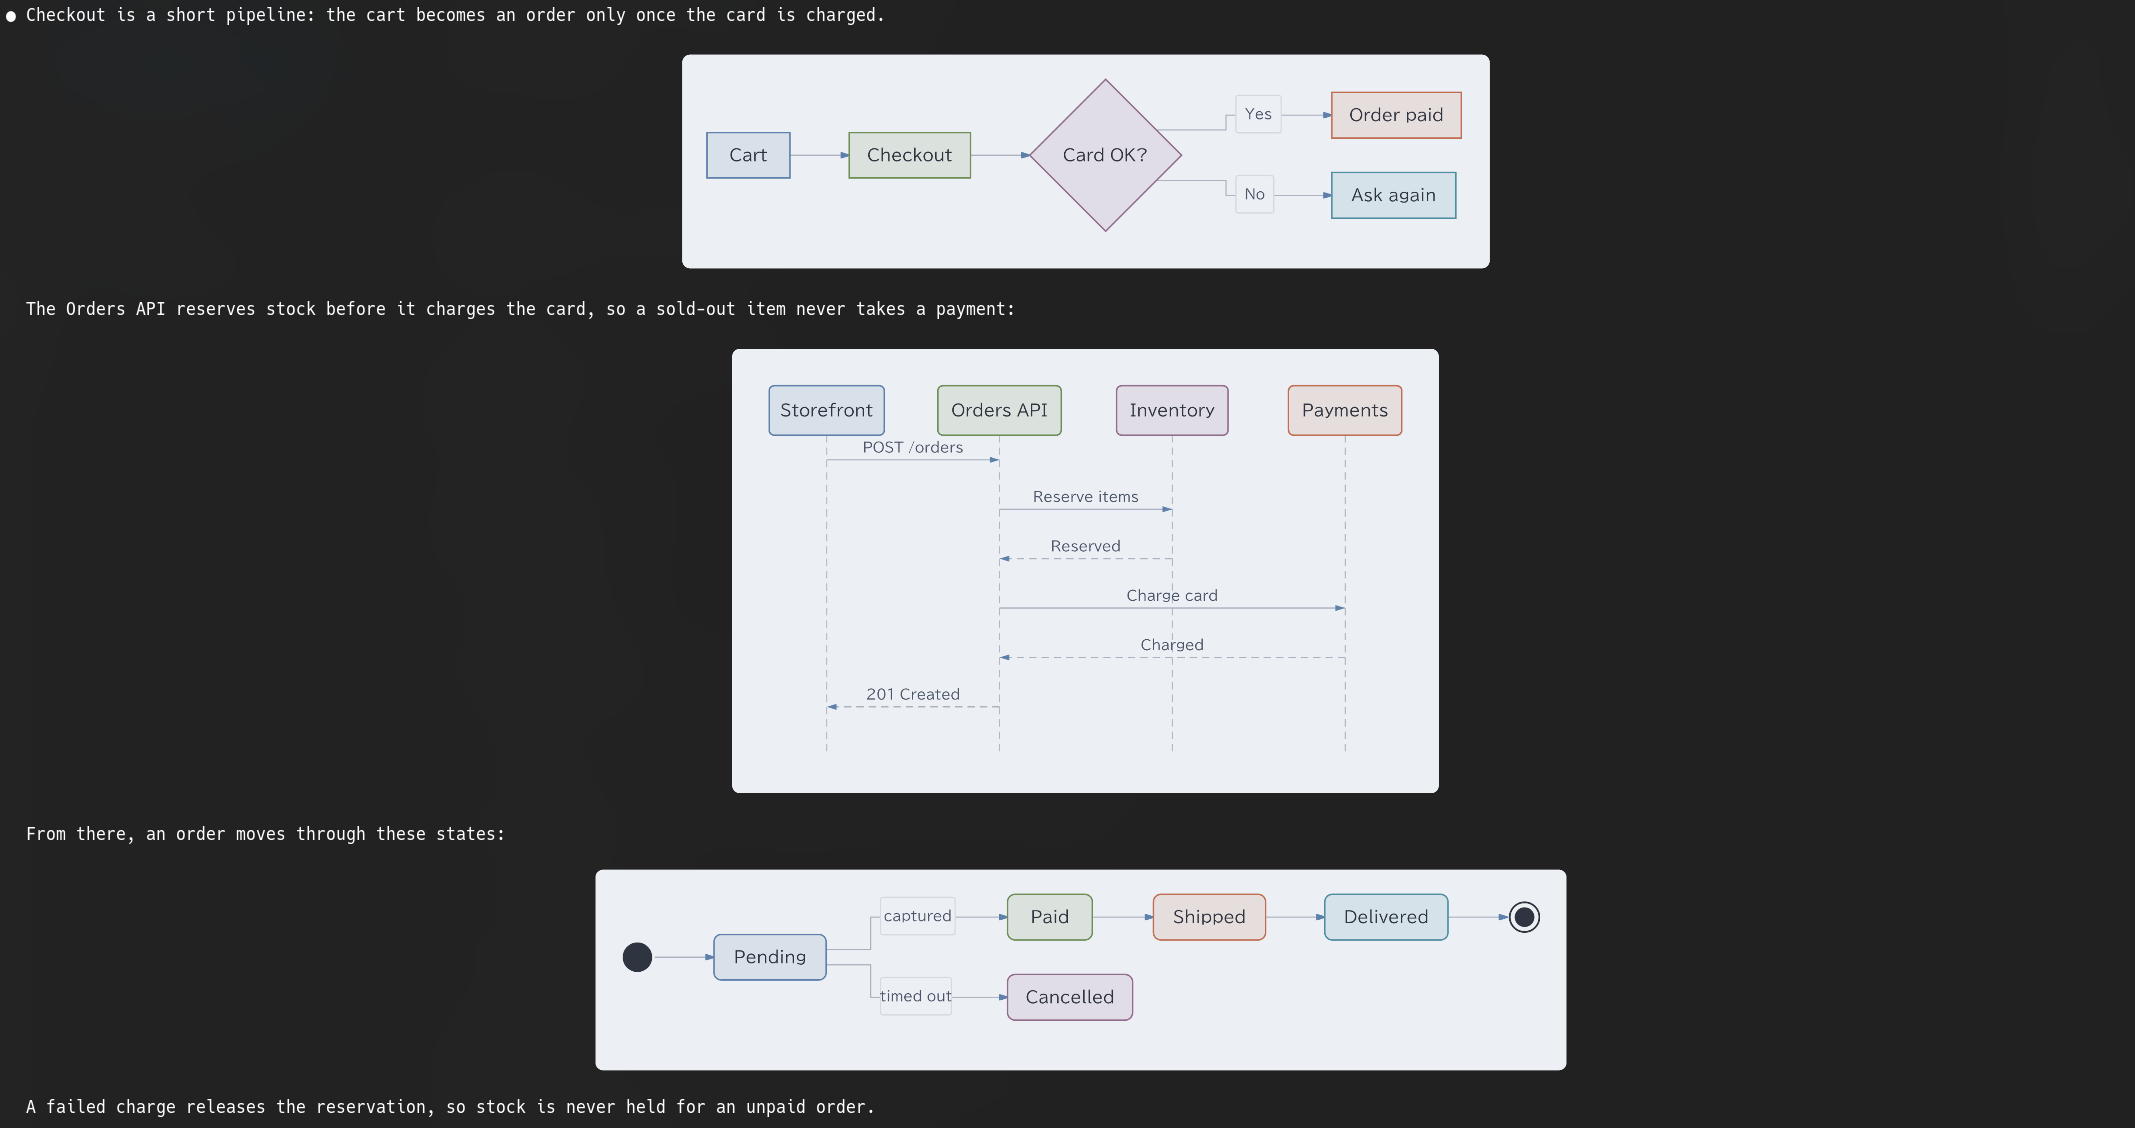 ● Checkout is a short pipeline: the cart becomes an order only once the card is charged.
Cart
Checkout
Card OK?
Yes
Order paid
No
Ask again
The Orders API reserves stock before it charges the card, so a sold-out item never takes a payment:
Storefront
Orders API
Inventory
Payments
POST /orders
Reserve items
Reserved
Charge card
Charged
201 Created
From there, an order moves through these states:
Pending
captured
Paid
Shipped
Delivered
timed out
Cancelled
A failed charge releases the reservation, so stock is never held for an unpaid order.